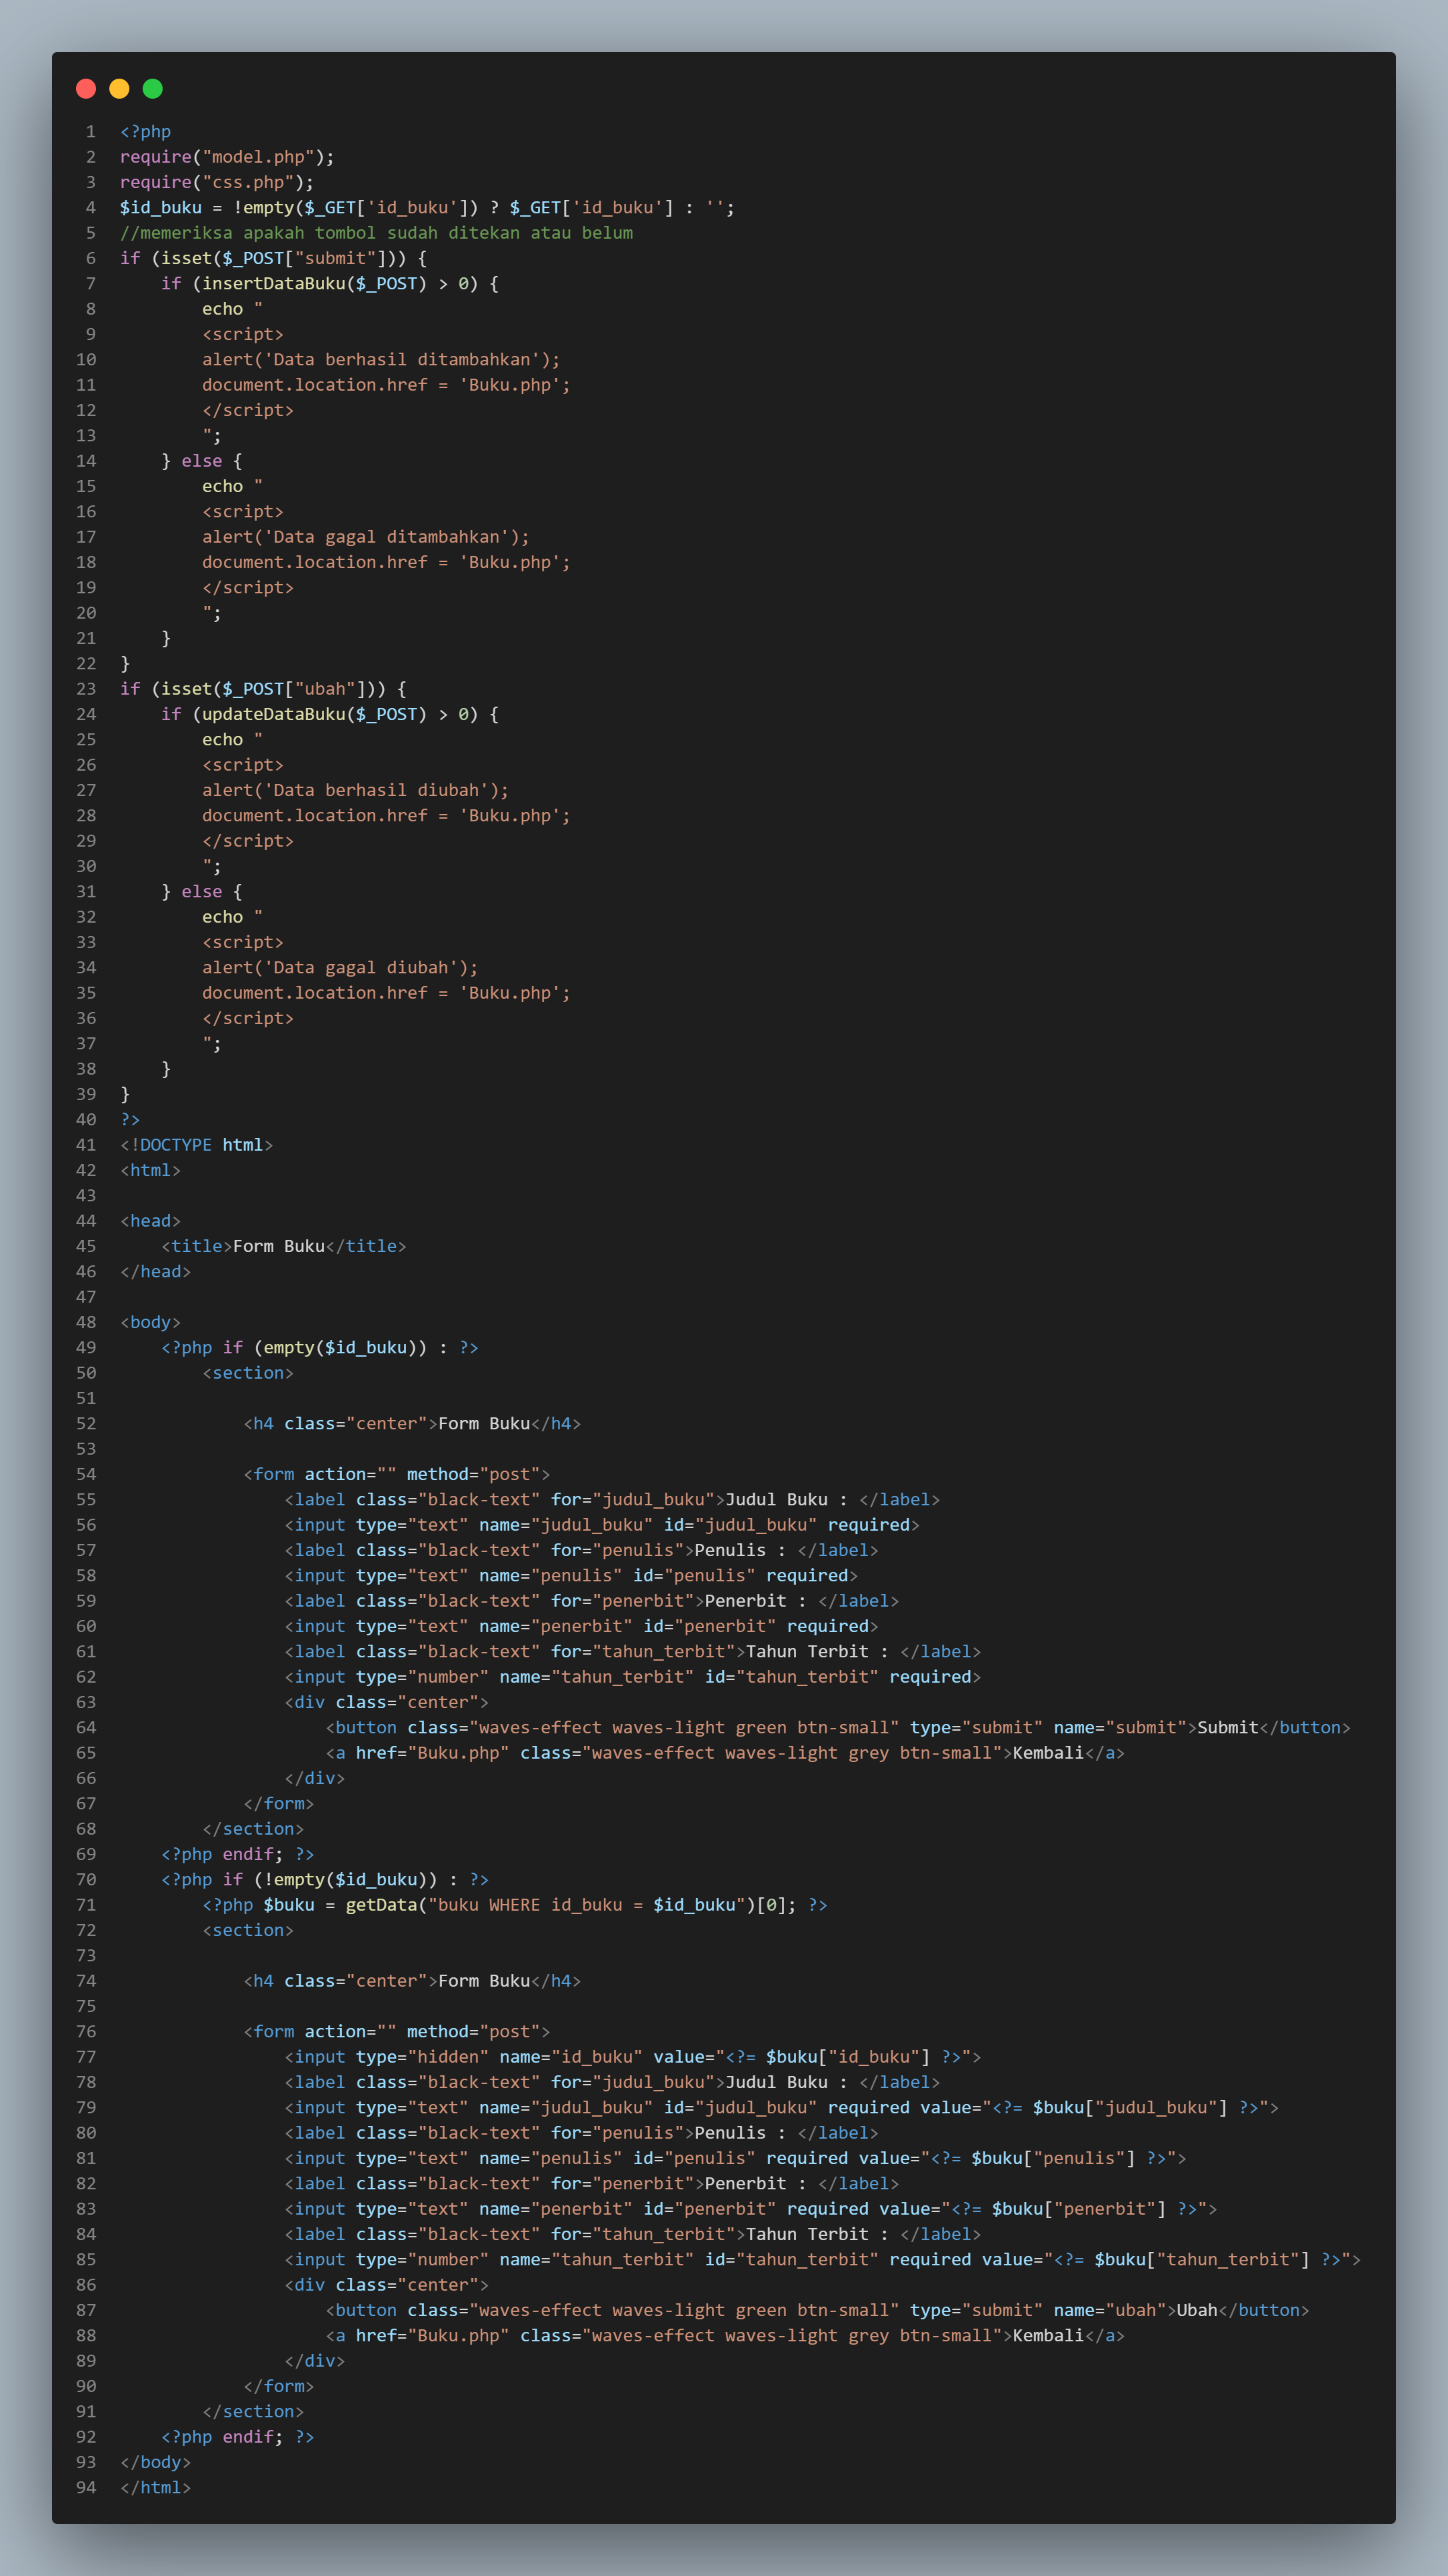 1 <?php
2 require("model.php");
3 require("css.php");
4 $id_buku = !empty($_GET['id_buku']) ? $_GET['id_buku'] : '';
5 //memeriksa apakah tombol sudah ditekan atau belum
6 if (isset($_POST["submit"])) {
7     if (insertDataBuku($_POST) > 0) {
8         echo "
9         <script>
10         alert('Data berhasil ditambahkan');
11         document.location.href = 'Buku.php';
12         </script>
13         ";
14     } else {
15         echo "
16         <script>
17         alert('Data gagal ditambahkan');
18         document.location.href = 'Buku.php';
19         </script>
20         ";
21     }
22 }
23 if (isset($_POST["ubah"])) {
24     if (updateDataBuku($_POST) > 0) {
25         echo "
26         <script>
27         alert('Data berhasil diubah');
28         document.location.href = 'Buku.php';
29         </script>
30         ";
31     } else {
32         echo "
33         <script>
34         alert('Data gagal diubah');
35         document.location.href = 'Buku.php';
36         </script>
37         ";
38     }
39 }
40 ?>
41 <!DOCTYPE html>
42 <html>
43
44 <head>
45     <title>Form Buku</title>
46 </head>
47
48 <body>
49     <?php if (empty($id_buku)) : ?>
50         <section>
51
52             <h4 class="center">Form Buku</h4>
53
54             <form action="" method="post">
55                 <label class="black-text" for="judul_buku">Judul Buku : </label>
56                 <input type="text" name="judul_buku" id="judul_buku" required>
57                 <label class="black-text" for="penulis">Penulis : </label>
58                 <input type="text" name="penulis" id="penulis" required>
59                 <label class="black-text" for="penerbit">Penerbit : </label>
60                 <input type="text" name="penerbit" id="penerbit" required>
61                 <label class="black-text" for="tahun_terbit">Tahun Terbit : </label>
62                 <input type="number" name="tahun_terbit" id="tahun_terbit" required>
63                 <div class="center">
64                     <button class="waves-effect waves-light green btn-small" type="submit" name="submit">Submit</button>
65                     <a href="Buku.php" class="waves-effect waves-light grey btn-small">Kembali</a>
66                 </div>
67             </form>
68         </section>
69     <?php endif; ?>
70     <?php if (!empty($id_buku)) : ?>
71         <?php $buku = getData("buku WHERE id_buku = $id_buku")[0]; ?>
72         <section>
73
74             <h4 class="center">Form Buku</h4>
75
76             <form action="" method="post">
77                 <input type="hidden" name="id_buku" value="<?= $buku["id_buku"] ?>">
78                 <label class="black-text" for="judul_buku">Judul Buku : </label>
79                 <input type="text" name="judul_buku" id="judul_buku" required value="<?= $buku["judul_buku"] ?>">
80                 <label class="black-text" for="penulis">Penulis : </label>
81                 <input type="text" name="penulis" id="penulis" required value="<?= $buku["penulis"] ?>">
82                 <label class="black-text" for="penerbit">Penerbit : </label>
83                 <input type="text" name="penerbit" id="penerbit" required value="<?= $buku["penerbit"] ?>">
84                 <label class="black-text" for="tahun_terbit">Tahun Terbit : </label>
85                 <input type="number" name="tahun_terbit" id="tahun_terbit" required value="<?= $buku["tahun_terbit"] ?>">
86                 <div class="center">
87                     <button class="waves-effect waves-light green btn-small" type="submit" name="ubah">Ubah</button>
88                     <a href="Buku.php" class="waves-effect waves-light grey btn-small">Kembali</a>
89                 </div>
90             </form>
91         </section>
92     <?php endif; ?>
93 </body>
94 </html>